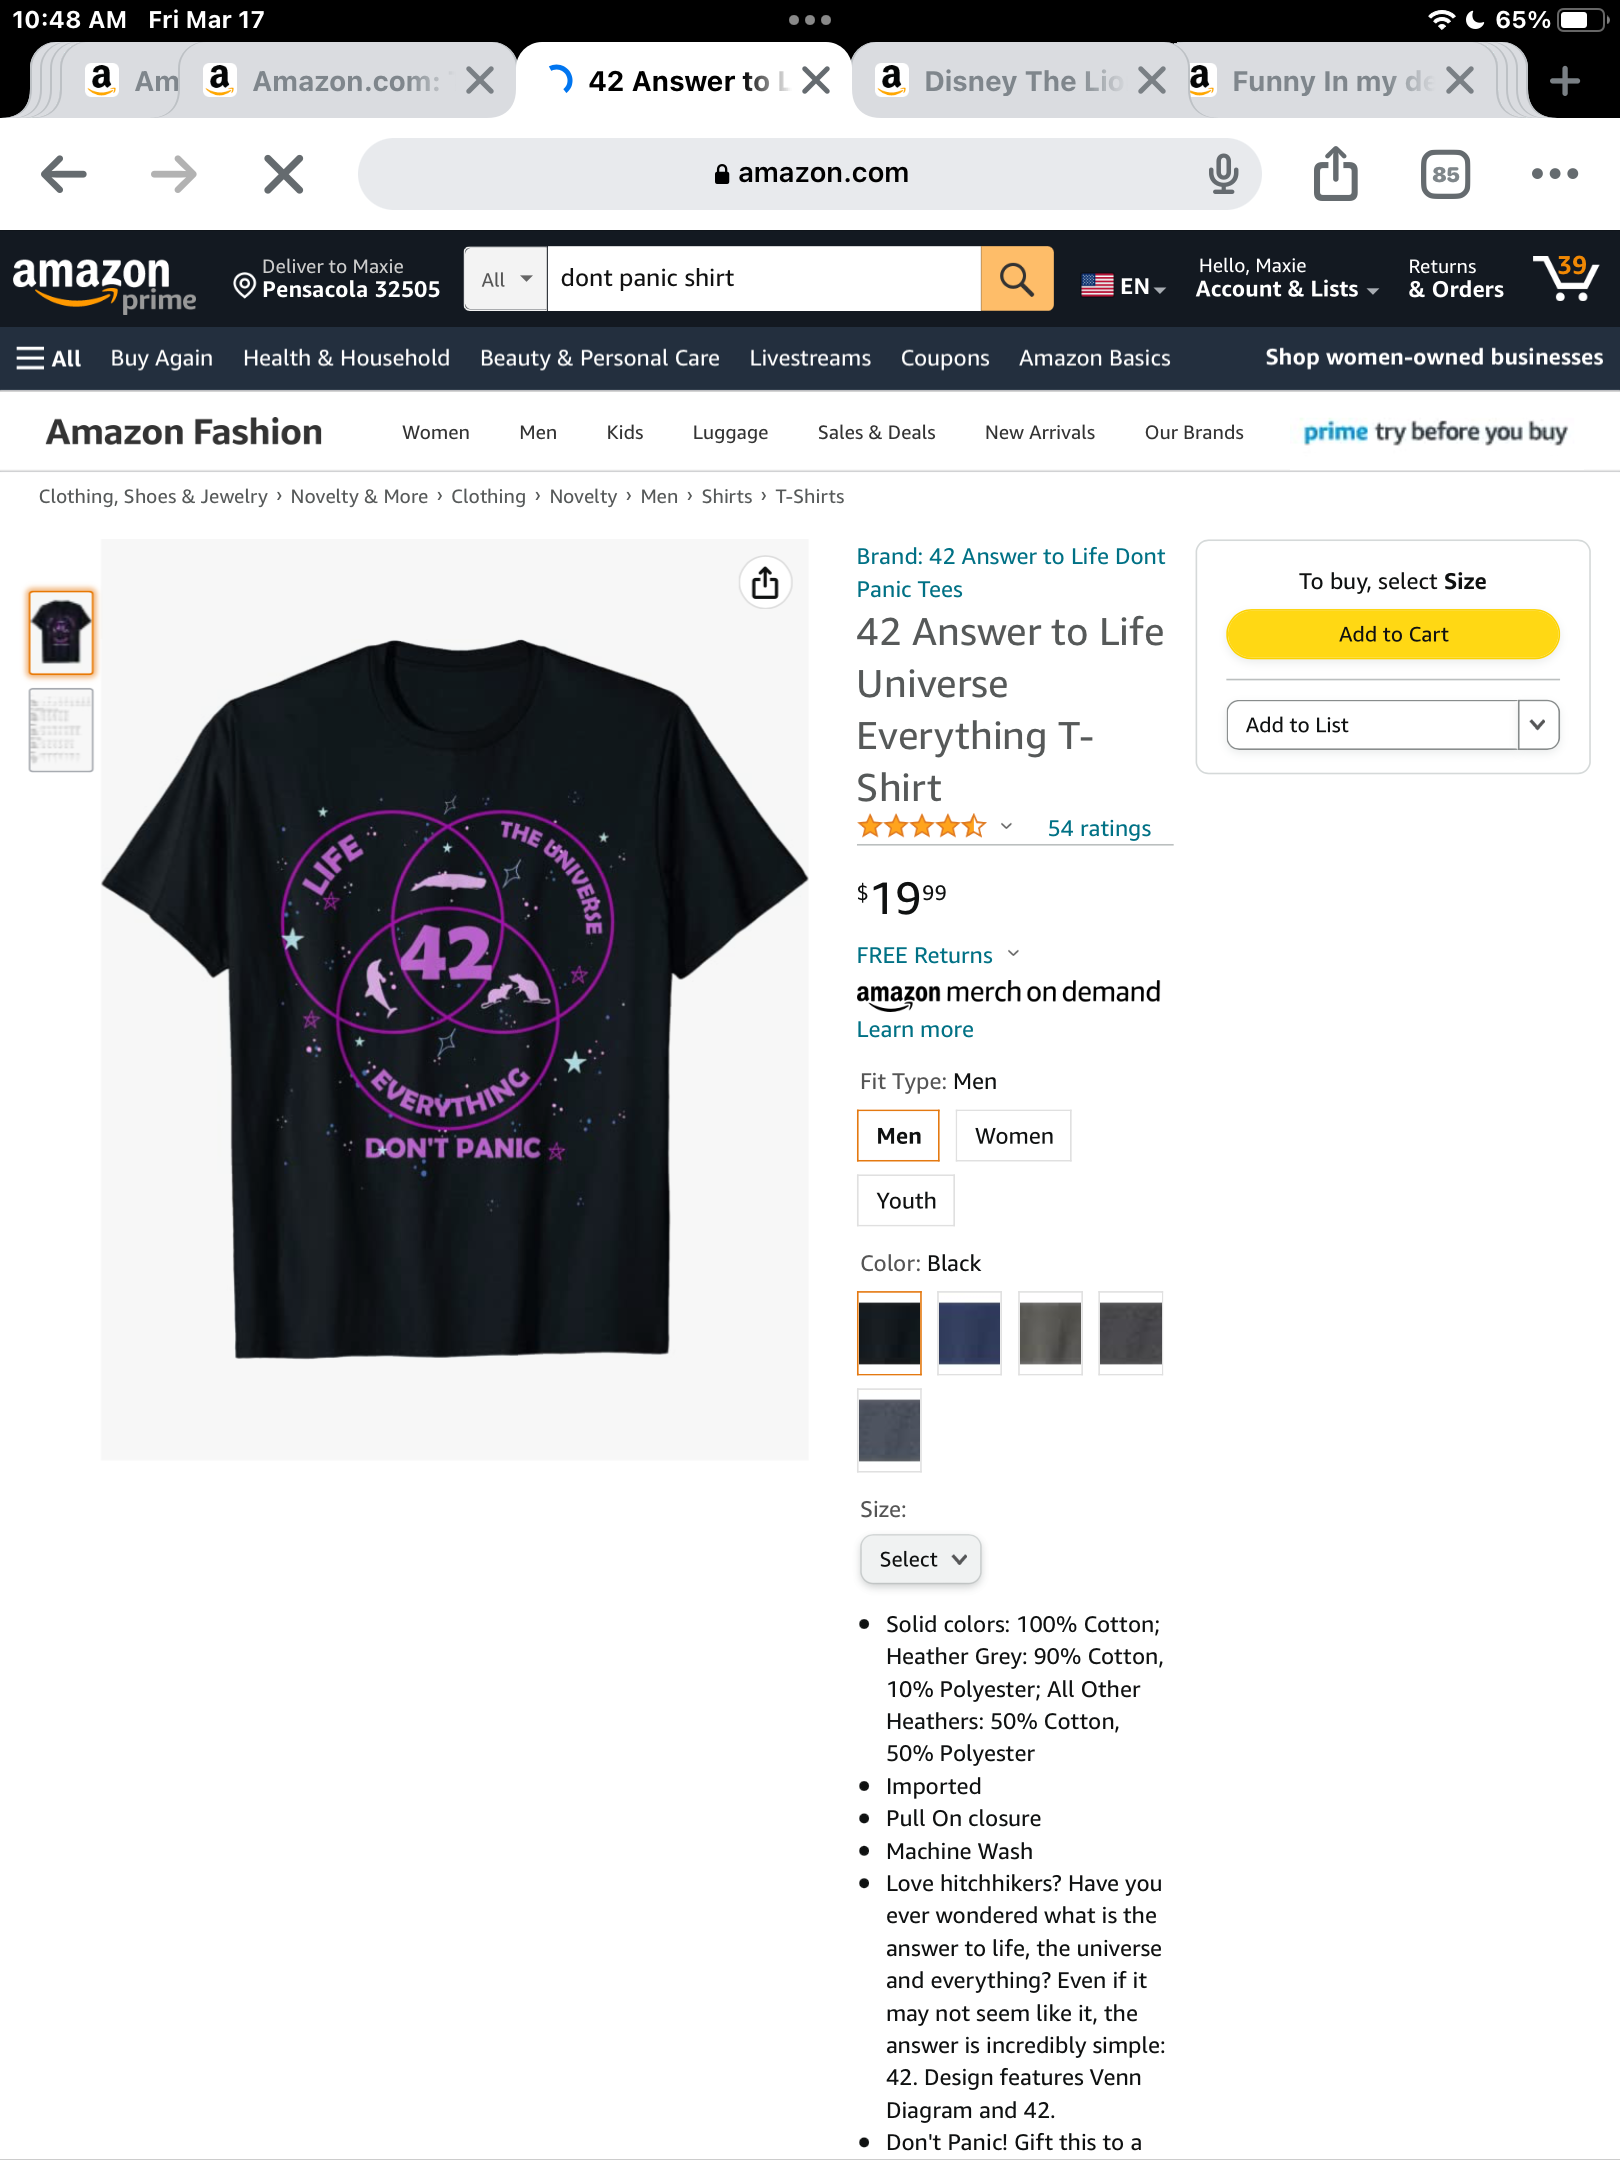 10:48 AM Fri Mar 17
65%
Am
Amazon.com:
42 Answer to L
Disney The Lio
Funny In my de
amazon.com
85
amazon prime
Deliver to Maxie
Pensacola 32505
All
dont panic shirt
EN
Hello, Maxie
Account & Lists
Returns
& Orders
39
All Buy Again Health & Household Beauty & Personal Care Livestreams Coupons Amazon Basics Shop women-owned businesses
Amazon Fashion Women Men Kids Luggage Sales & Deals New Arrivals Our Brands prime try before you buy
Clothing, Shoes & Jewelry › Novelty & More › Clothing › Novelty › Men › Shirts › T-Shirts
LIFE
THE UNIVERSE
42
EVERYTHING
DON'T PANIC
Brand: 42 Answer to Life Dont
Panic Tees
42 Answer to Life
Universe
Everything T-
Shirt
54 ratings
$19 99
FREE Returns
amazon merch on demand
Learn more
Fit Type: Men
Men
Women
Youth
Color: Black
Size:
Select
• Solid colors: 100% Cotton;
Heather Grey: 90% Cotton,
10% Polyester; All Other
Heathers: 50% Cotton,
50% Polyester
• Imported
• Pull On closure
• Machine Wash
• Love hitchhikers? Have you
ever wondered what is the
answer to life, the universe
and everything? Even if it
may not seem like it, the
answer is incredibly simple:
42. Design features Venn
Diagram and 42.
• Don't Panic! Gift this to a
To buy, select Size
Add to Cart
Add to List